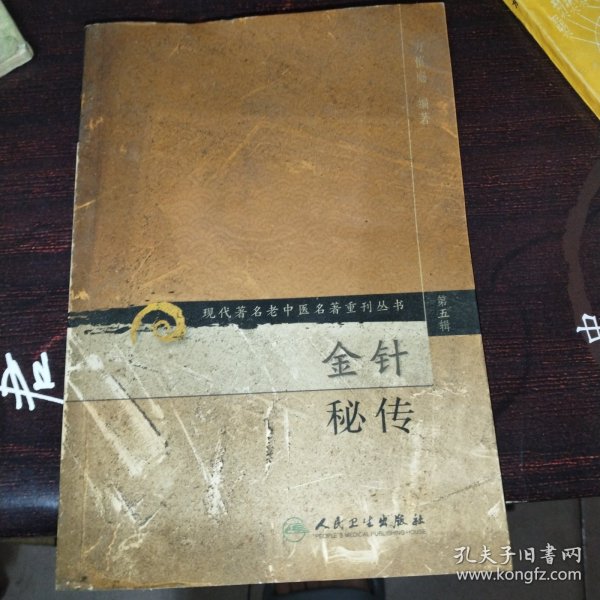 编著
现代著名老中医名著重刊丛书
第五辑
金针
秘传
人民卫生出版社
PEOPLE'S MEDICAL PUBLISHING HOUSE
中
孔夫子旧书网
www.kongfz.com